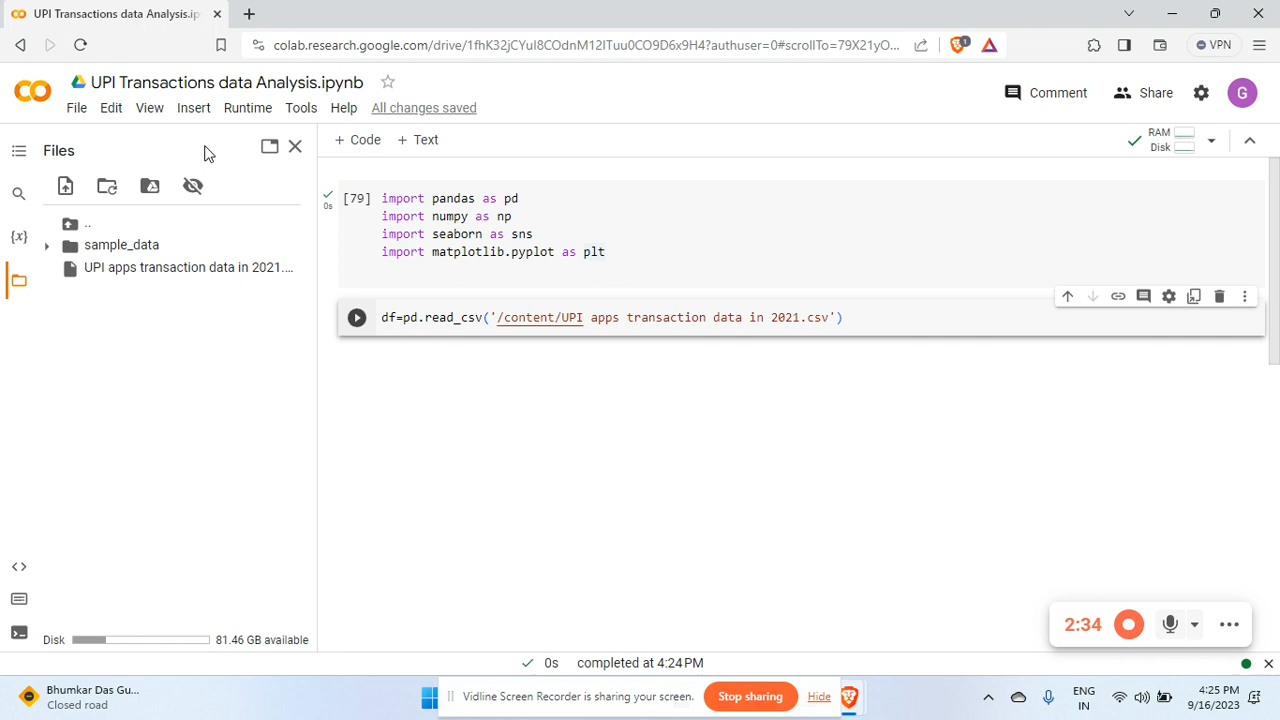 UPI Transactions data Analysis.ip
colab.research.google.com/drive/1fhK32jCYuI8COdnM12ITuu0CO9D6x9H4?authuser=0#scrollTo=79X21yO...
1
VPN
UPI Transactions data Analysis.ipynb
File Edit View Insert Runtime Tools Help All changes saved
Comment
Share
G
Files
+ Code + Text
RAM
Disk
..
sample_data
UPI apps transaction data in 2021....
[79]
0s
import pandas as pd
import numpy as np
import seaborn as sns
import matplotlib.pyplot as plt
df=pd.read_csv('/content/UPI apps transaction data in 2021.csv')
{x}
Disk
81.46 GB available
2:34
0s completed at 4:24 PM
Bhumkar Das Gu...
Closed road
Vidline Screen Recorder is sharing your screen.
Stop sharing
Hide
ENG
IN
4:25 PM
9/16/2023